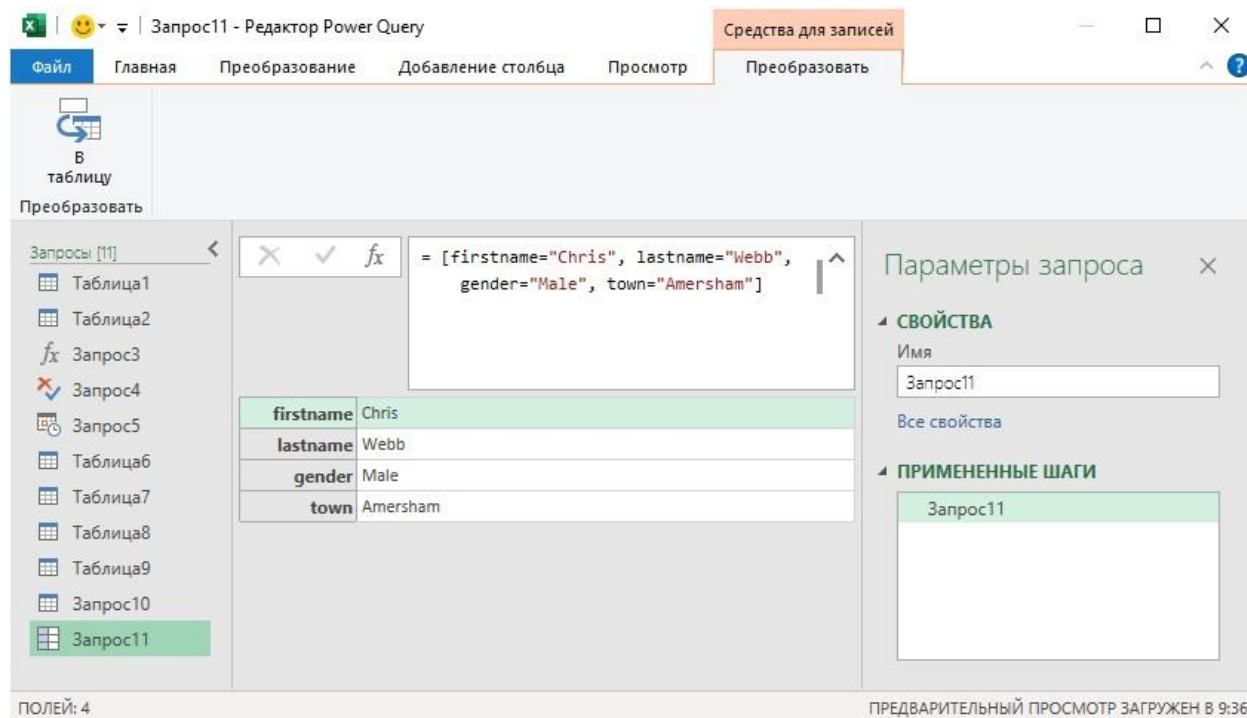 Запрос11 - Редактор Power Query
Средства для записей
Файл Главная Преобразование Добавление столбца Просмотр Преобразовать
В
таблицу
Преобразовать
Запросы [11]
Таблица1
Таблица2
fx Запрос3
Запрос4
Запрос5
Таблица6
Таблица7
Таблица8
Таблица9
Запрос10
Запрос11
fx
= [firstname="Chris", lastname="Webb",
gender="Male", town="Amersham"]
firstname Chris
lastname Webb
gender Male
town Amersham
Параметры запроса
СВОЙСТВА
Имя
Запрос11
Все свойства
ПРИМЕНЕННЫЕ ШАГИ
Запрос11
ПОЛЕЙ: 4
ПРЕДВАРИТЕЛЬНЫЙ ПРОСМОТР ЗАГРУЖЕН В 9:36